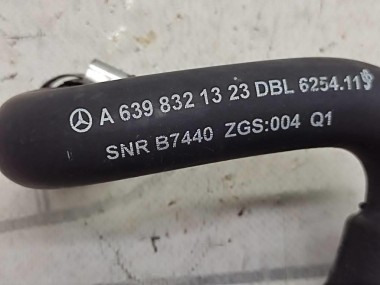 A 639 832 13 23 DBL 6254.11
SNR B7440 ZGS:004 Q1